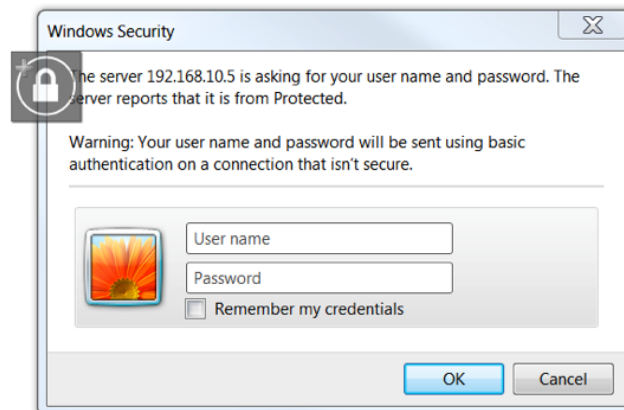 Windows Security
The server 192.168.10.5 is asking for your user name and password. The
server reports that it is from Protected.
Warning: Your user name and password will be sent using basic
authentication on a connection that isn't secure.
User name
Password
Remember my credentials
OK
Cancel